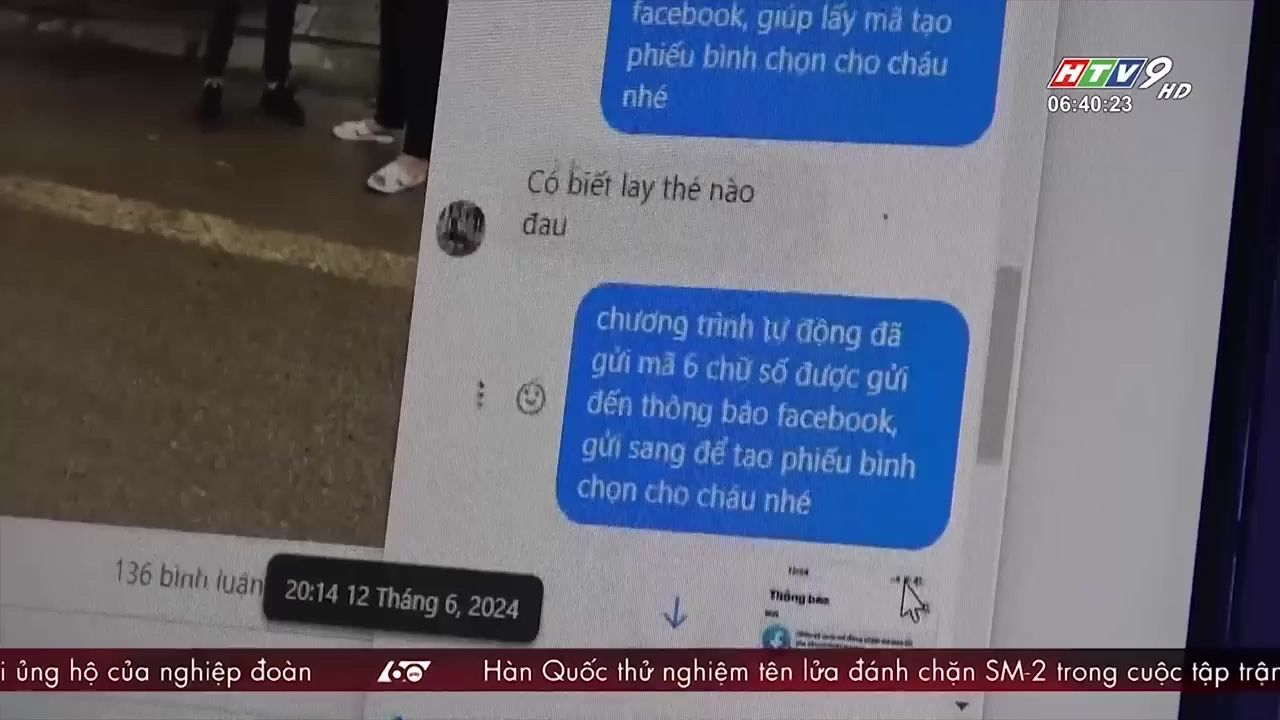 facebook, giúp lấy mã tạo
phiếu bình chọn cho cháu
nhé
HTV9 HD
06:40:23
Có biết lay thé nào
đau
chương trình tự động đã
gửi mã 6 chữ số được gửi
đến thông báo facebook,
gửi sang để tạo phiếu bình
chọn cho cháu nhé
136 bình luận
20:14 12 Tháng 6, 2024
Thông báo
i ủng hộ của nghiệp đoàn
60
Hàn Quốc thử nghiệm tên lửa đánh chặn SM-2 trong cuộc tập trận